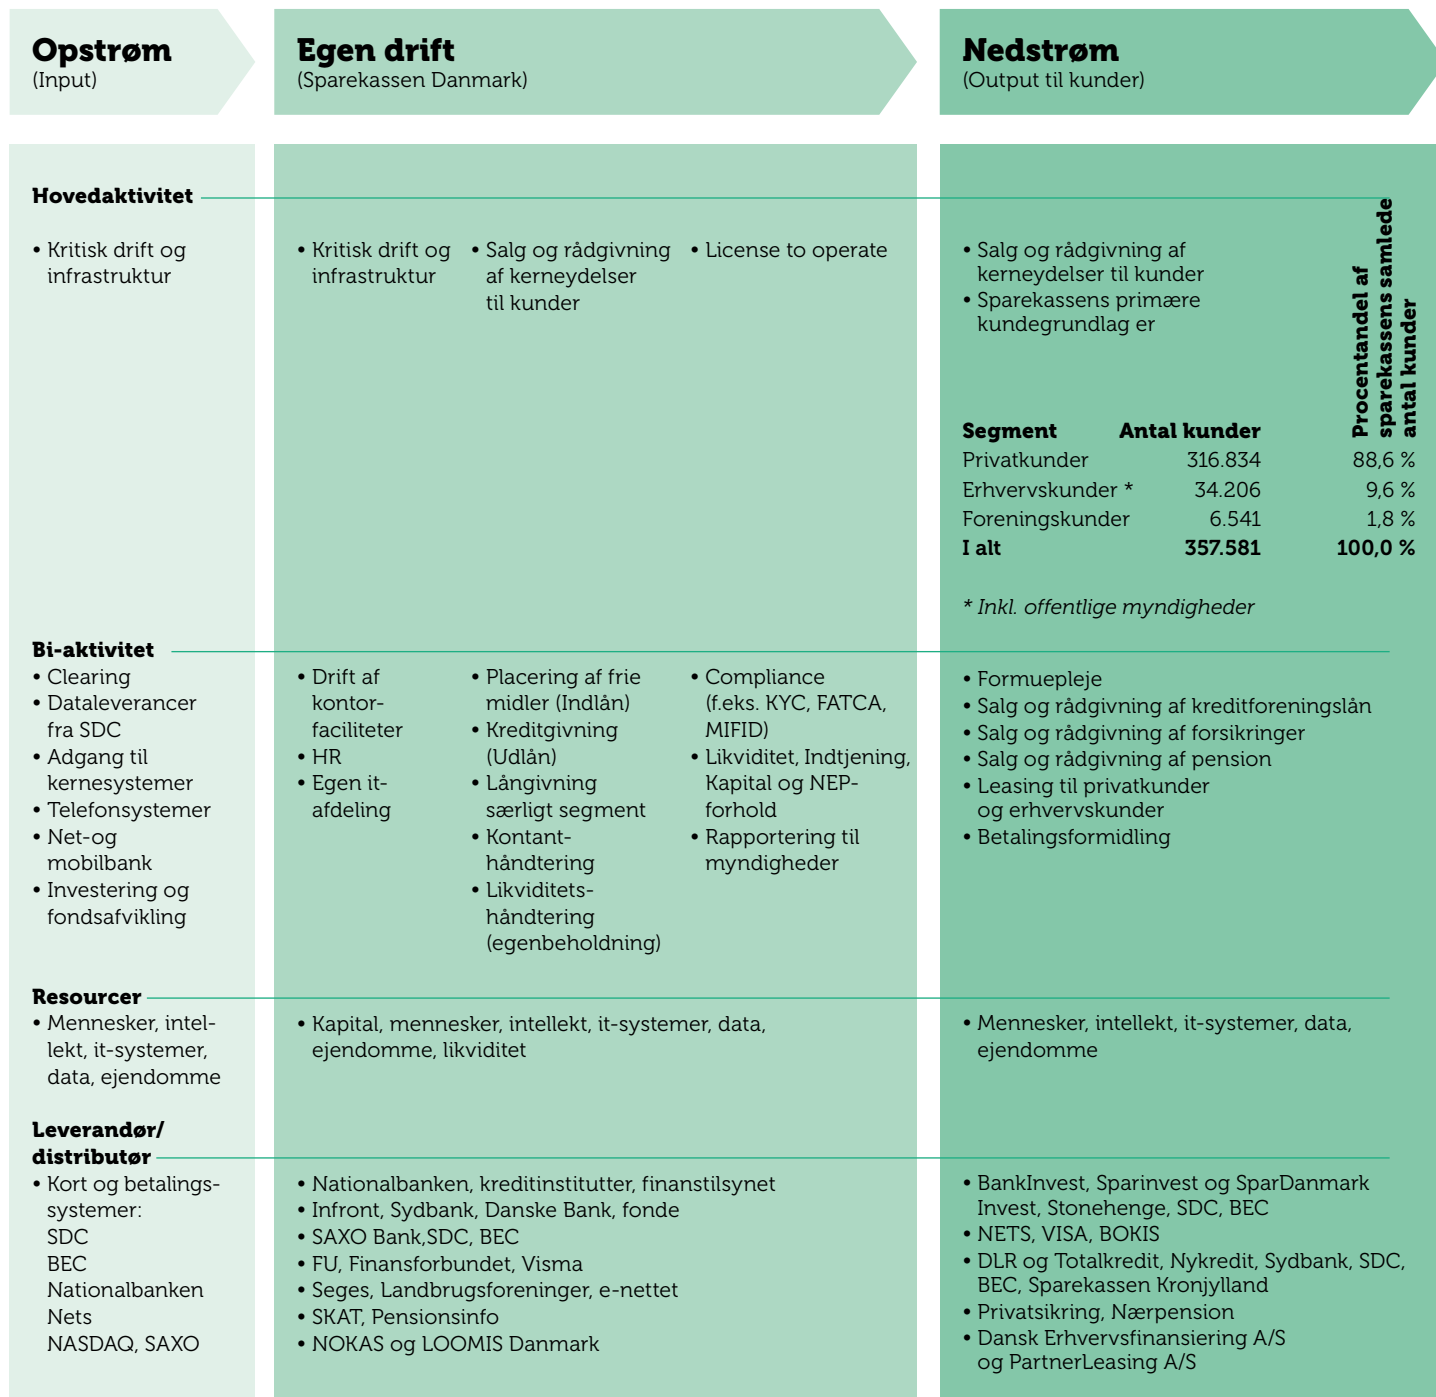 Opstrøm
(Input)
Egen drift
(Sparekassen Danmark)
Nedstrøm
(Output til kunder)
Hovedaktivitet
• Kritisk drift og
infrastruktur
• Kritisk drift og
infrastruktur
• Salg og rådgivning
af kerneydelser
til kunder
• License to operate
• Salg og rådgivning af
kerneydelser til kunder
• Sparekassens primære
kundegrundlag er
Procentandel af
sparekassens samlede
antal kunder
Segment Antal kunder
Privatkunder 316.834 88,6 %
Erhvervskunder * 34.206 9,6 %
Foreningskunder 6.541 1,8 %
I alt 357.581 100,0 %
* Inkl. offentlige myndigheder
Bi-aktivitet
• Clearing
• Dataleverancer
fra SDC
• Adgang til
kernesystemer
• Telefonsystemer
• Net-og
mobilbank
• Investering og
fondsafvikling
• Drift af
kontor-
faciliteter
• HR
• Egen it-
afdeling
• Placering af frie
midler (Indlån)
• Kreditgivning
(Udlån)
• Långivning
særligt segment
• Kontant-
håndtering
• Likviditets-
håndtering
(egenbeholdning)
• Compliance
(f.eks. KYC, FATCA,
MIFID)
• Likviditet, Indtjening,
Kapital og NEP-
forhold
• Rapportering til
myndigheder
• Formuepleje
• Salg og rådgivning af kreditforeningslån
• Salg og rådgivning af forsikringer
• Salg og rådgivning af pension
• Leasing til privatkunder
og erhvervskunder
• Betalingsformidling
Resourcer
• Mennesker, intel-
lekt, it-systemer,
data, ejendomme
• Kapital, mennesker, intellekt, it-systemer, data,
ejendomme, likviditet
• Mennesker, intellekt, it-systemer, data,
ejendomme
Leverandør/
distributør
• Kort og betalings-
systemer:
SDC
BEC
Nationalbanken
Nets
NASDAQ, SAXO
• Nationalbanken, kreditinstitutter, finanstilsynet
• Infront, Sydbank, Danske Bank, fonde
• SAXO Bank,SDC, BEC
• FU, Finansforbundet, Visma
• Seges, Landbrugsforeninger, e-nettet
• SKAT, Pensionsinfo
• NOKAS og LOOMIS Danmark
• BankInvest, Sparinvest og SparDanmark
Invest, Stonehenge, SDC, BEC
• NETS, VISA, BOKIS
• DLR og Totalkredit, Nykredit, Sydbank, SDC,
BEC, Sparekassen Kronjylland
• Privatsikring, Nærpension
• Dansk Erhvervsfinansiering A/S
og PartnerLeasing A/S